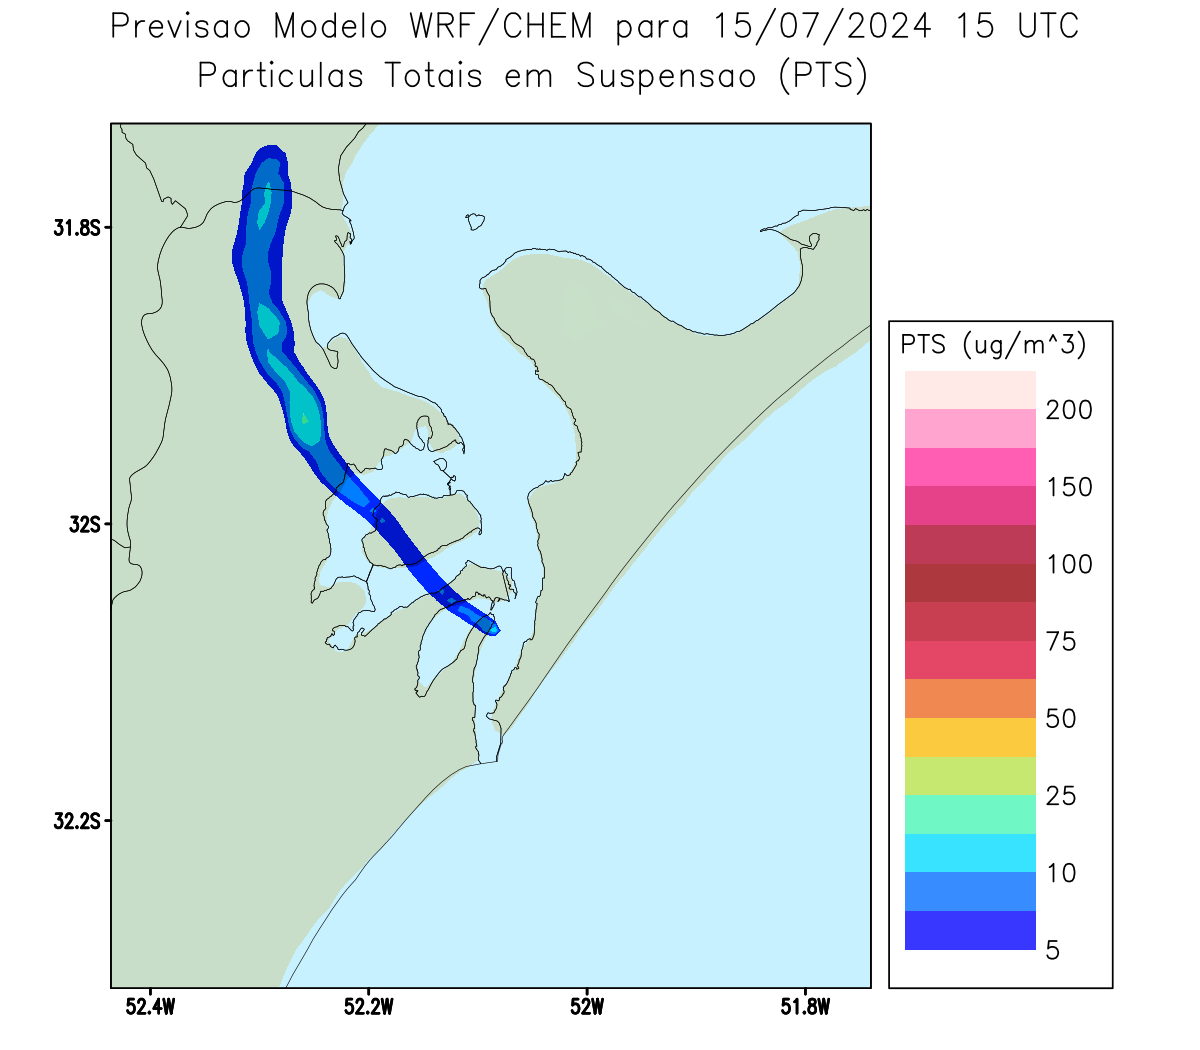 Previsao Modelo WRF/CHEM para 15/07/2024 15 UTC
Particulas Totais em Suspensao (PTS)
31.8S
32S
32.2S
52.4W
52.2W
52W
51.8W
PTS (ug/m^3)
200
150
100
75
50
25
10
5